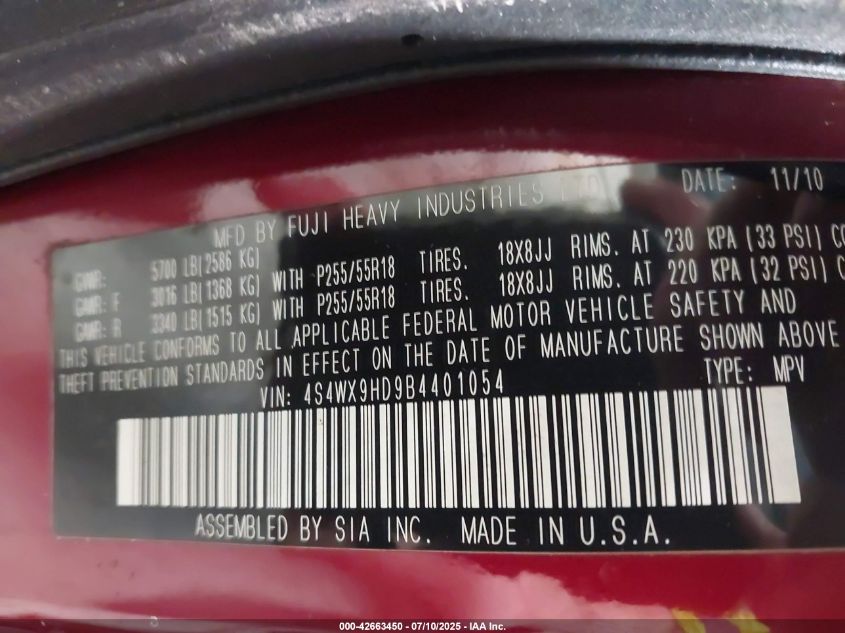 MFD BY FUJI HEAVY INDUSTRIES LTD DATE: 11/10
GVWR: 5700 LB(2586 KG)
GAWR: F 3016 LB(1368 KG) WITH P255/55R18 TIRES. 18X8JJ RIMS. AT 230 KPA (33 PSI) CO
GAWR: R 3340 LB(1515 KG) WITH P255/55R18 TIRES. 18X8JJ RIMS. AT 220 KPA (32 PSI) C
THIS VEHICLE CONFORMS TO ALL APPLICABLE FEDERAL MOTOR VEHICLE SAFETY AND
THEFT PREVENTION STANDARDS IN EFFECT ON THE DATE OF MANUFACTURE SHOWN ABOVE
VIN: 4S4WX9HD9B4401054 TYPE: MPV
ASSEMBLED BY SIA INC. MADE IN U.S.A.
000-42663450 - 07/10/2025 - IAA Inc.